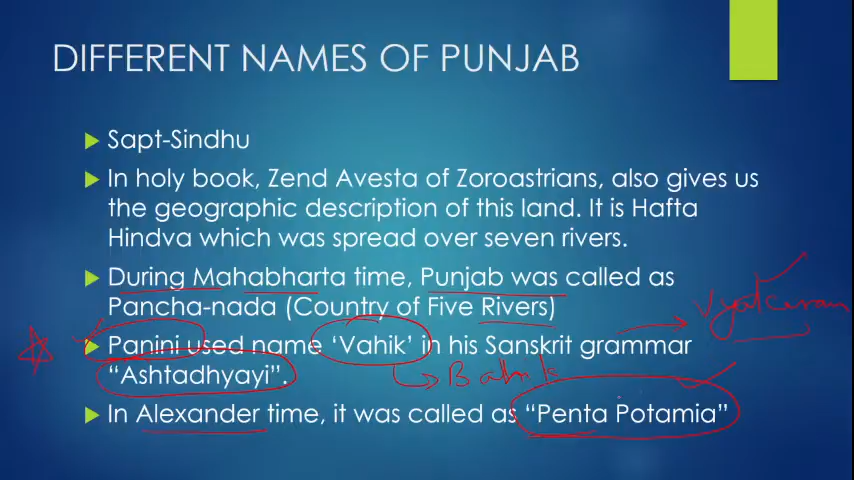 DIFFERENT NAMES OF PUNJAB
Sapt-Sindhu
In holy book, Zend Avesta of Zoroastrians, also gives us
the geographic description of this land. It is Hafta
Hindva which was spread over seven rivers.
During Mahabharta time, Punjab was called as
Pancha-nada (Country of Five Rivers)
Vyakaran
Panini used name ‘Vahik’ in his Sanskrit grammar
“Ashtadhyayi”.
Bahik
In Alexander time, it was called as “Penta Potamia”